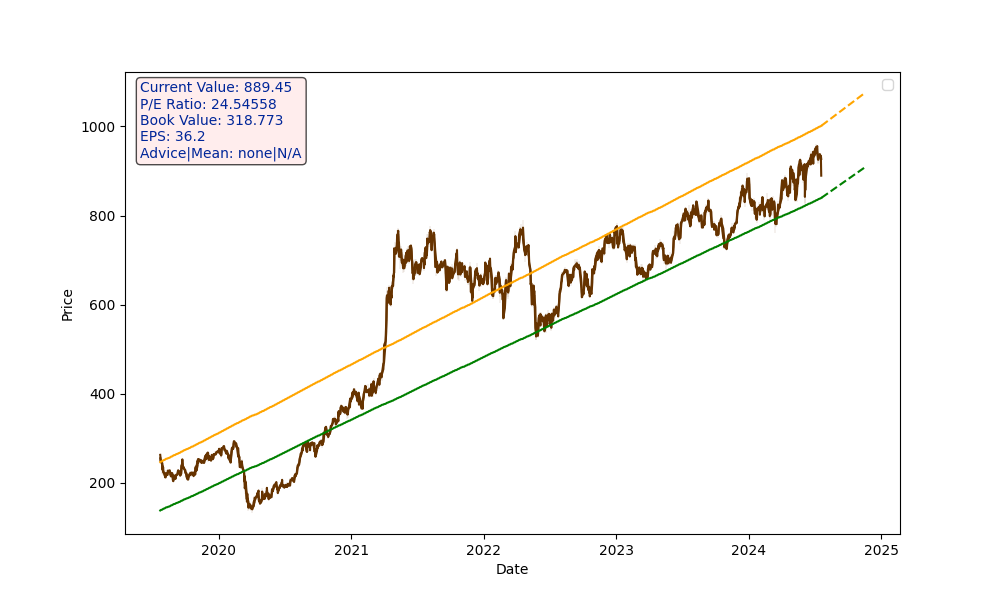 Current Value: 889.45
P/E Ratio: 24.54558
Book Value: 318.773
EPS: 36.2
Advice|Mean: none|N/A
1000
800
600
400
200
Price
2020 2021 2022 2023 2024 2025
Date